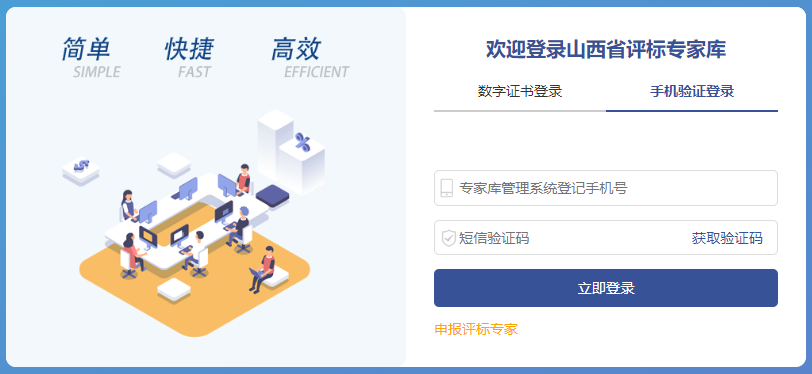 简单 快捷 高效
SIMPLE FAST EFFICIENT
欢迎登录山西省评标专家库
数字证书登录 手机验证登录
专家库管理系统登记手机号
短信验证码 获取验证码
立即登录
申报评标专家